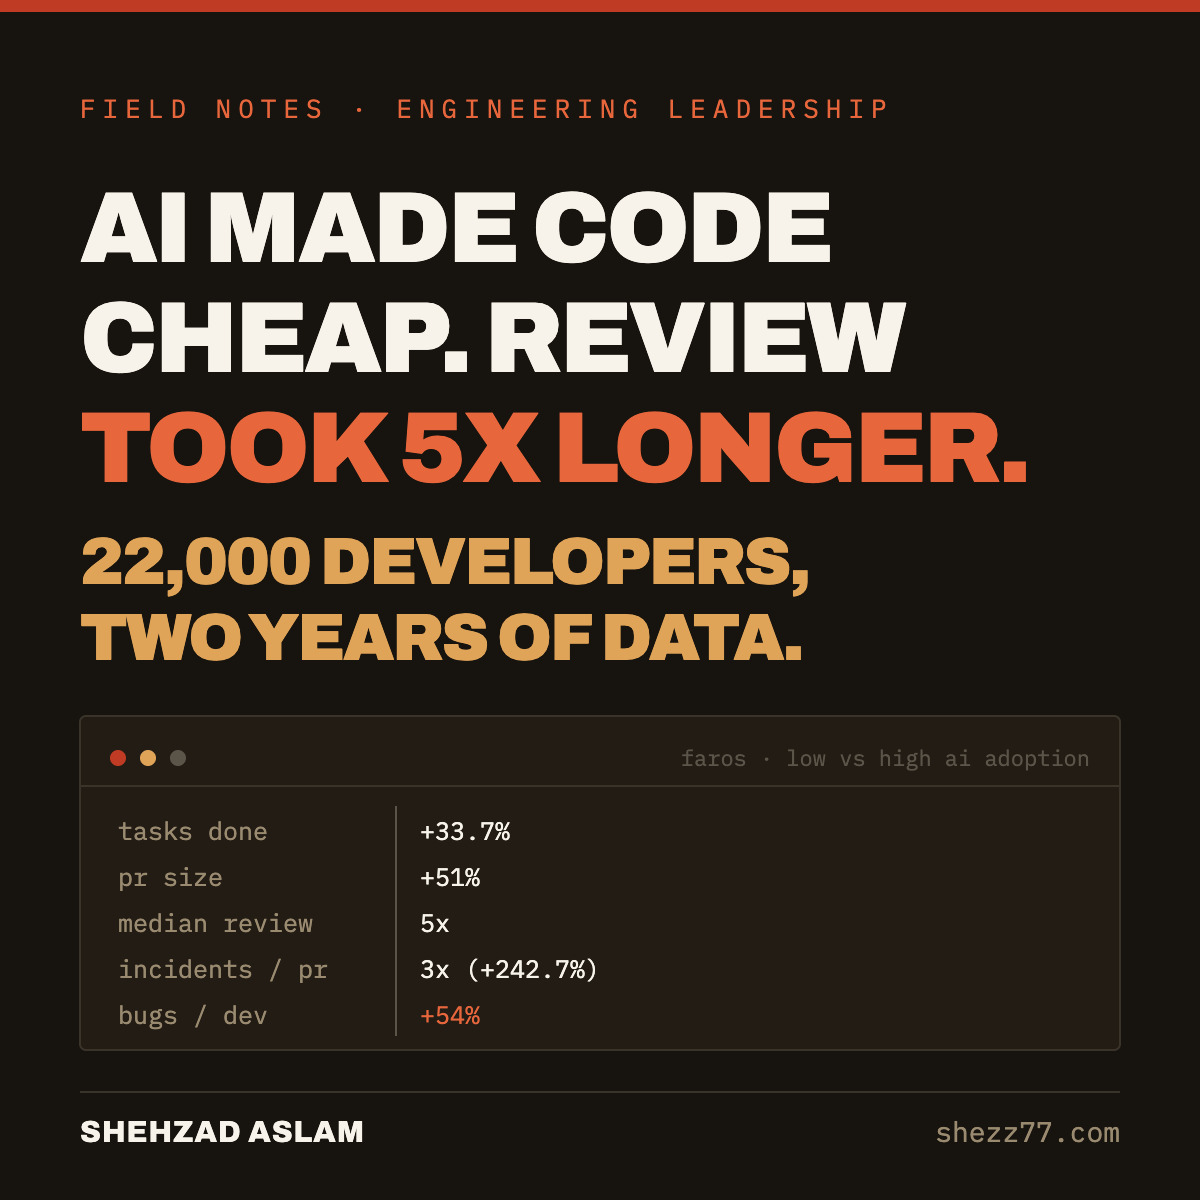 FIELD NOTES · ENGINEERING LEADERSHIP
AI MADE CODE
CHEAP. REVIEW
TOOK 5X LONGER.
22,000 DEVELOPERS,
TWO YEARS OF DATA.
faros · low vs high ai adoption
tasks done +33.7%
pr size +51%
median review 5x
incidents / pr 3x (+242.7%)
bugs / dev +54%
SHEHZAD ASLAM
shezz77.com